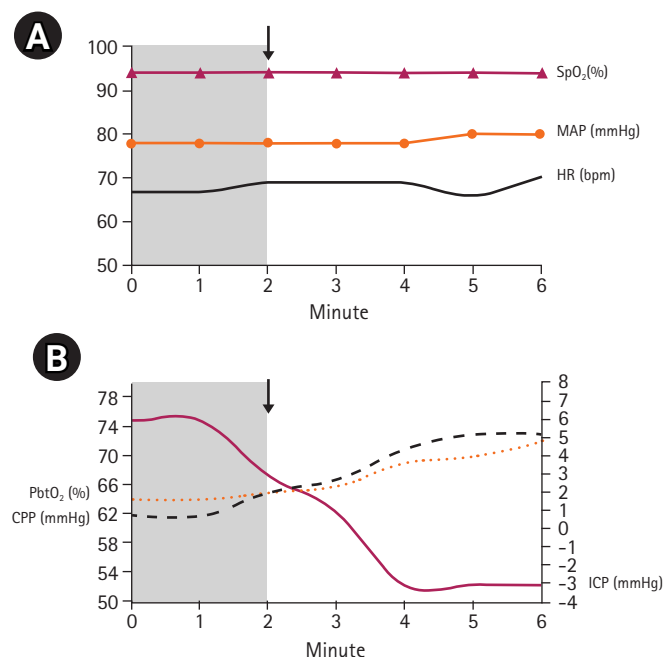 A
100
90
80
70
60
50
SpO₂(%)
MAP (mmHg)
HR (bpm)
0 1 2 3 4 5 6
Minute
B
78
74
70
66
62
58
54
50
PbtO₂ (%)
CPP (mmHg)
8
7
6
5
4
3
2
1
0
-1
-2
-3
-4
ICP (mmHg)
0 1 2 3 4 5 6
Minute